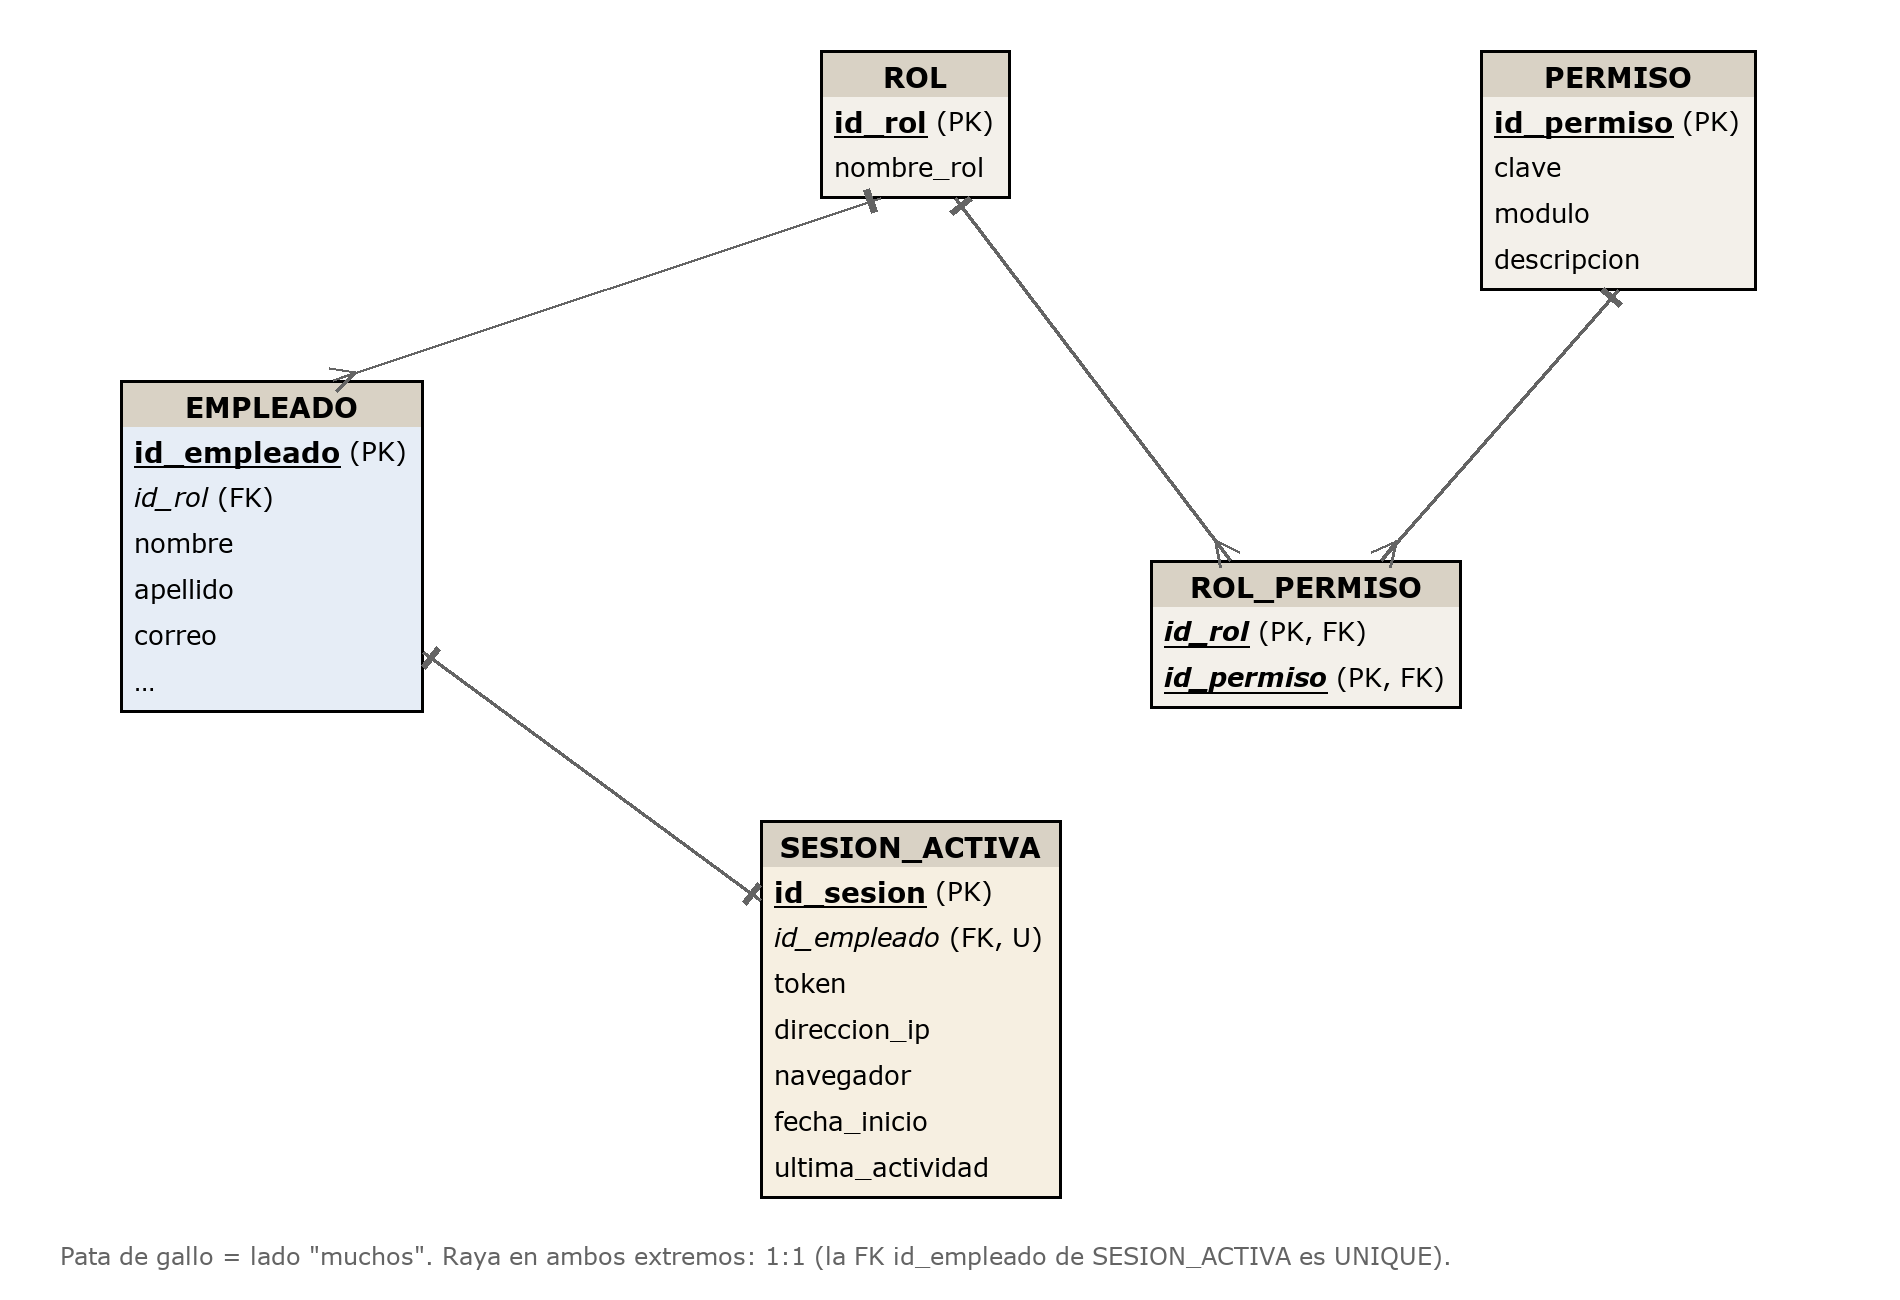 ROL
id_rol (PK)
nombre_rol
PERMISO
id_permiso (PK)
clave
modulo
descripcion
EMPLEADO
id_empleado (PK)
id_rol (FK)
nombre
apellido
correo
...
ROL_PERMISO
id_rol (PK, FK)
id_permiso (PK, FK)
SESION_ACTIVA
id_sesion (PK)
id_empleado (FK, U)
token
direccion_ip
navegador
fecha_inicio
ultima_actividad
Pata de gallo = lado "muchos". Raya en ambos extremos: 1:1 (la FK id_empleado de SESION_ACTIVA es UNIQUE).